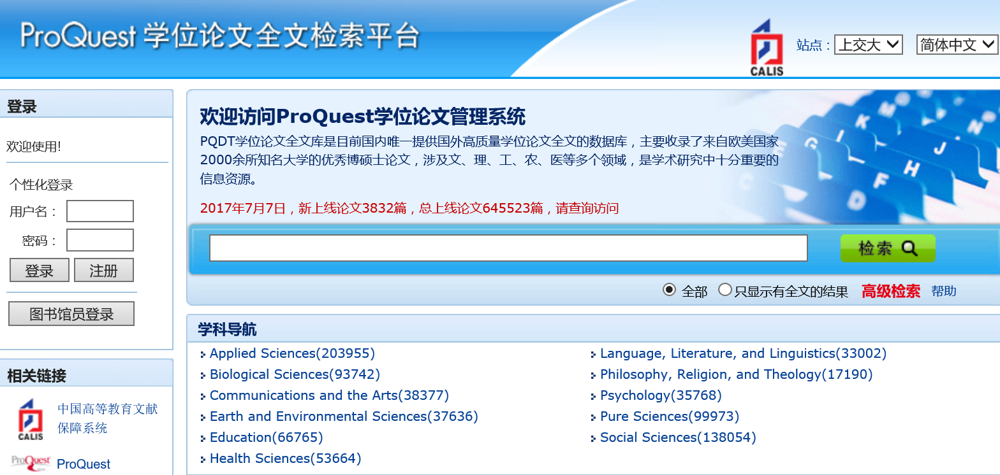 ProQuest 学位论文全文检索平台
CALIS
站点：上交大 简体中文
登录
欢迎使用!
个性化登录
用户名：
密码：
登录 注册
图书馆员登录
相关链接
CALIS
中国高等教育文献
保障系统
ProQuest ProQuest
欢迎访问ProQuest学位论文管理系统
PQDT学位论文全文库是目前国内唯一提供国外高质量学位论文全文的数据库，主要收录了来自欧美国家
2000余所知名大学的优秀博硕士论文，涉及文、理、工、农、医等多个领域，是学术研究中十分重要的
信息资源。
2017年7月7日，新上线论文3832篇，总上线论文645523篇，请查询访问
检索
全部 只显示有全文的结果 高级检索 帮助
学科导航
Applied Sciences(203955)
Biological Sciences(93742)
Communications and the Arts(38377)
Earth and Environmental Sciences(37636)
Education(66765)
Health Sciences(53664)
Language, Literature, and Linguistics(33002)
Philosophy, Religion, and Theology(17190)
Psychology(35768)
Pure Sciences(99973)
Social Sciences(138054)